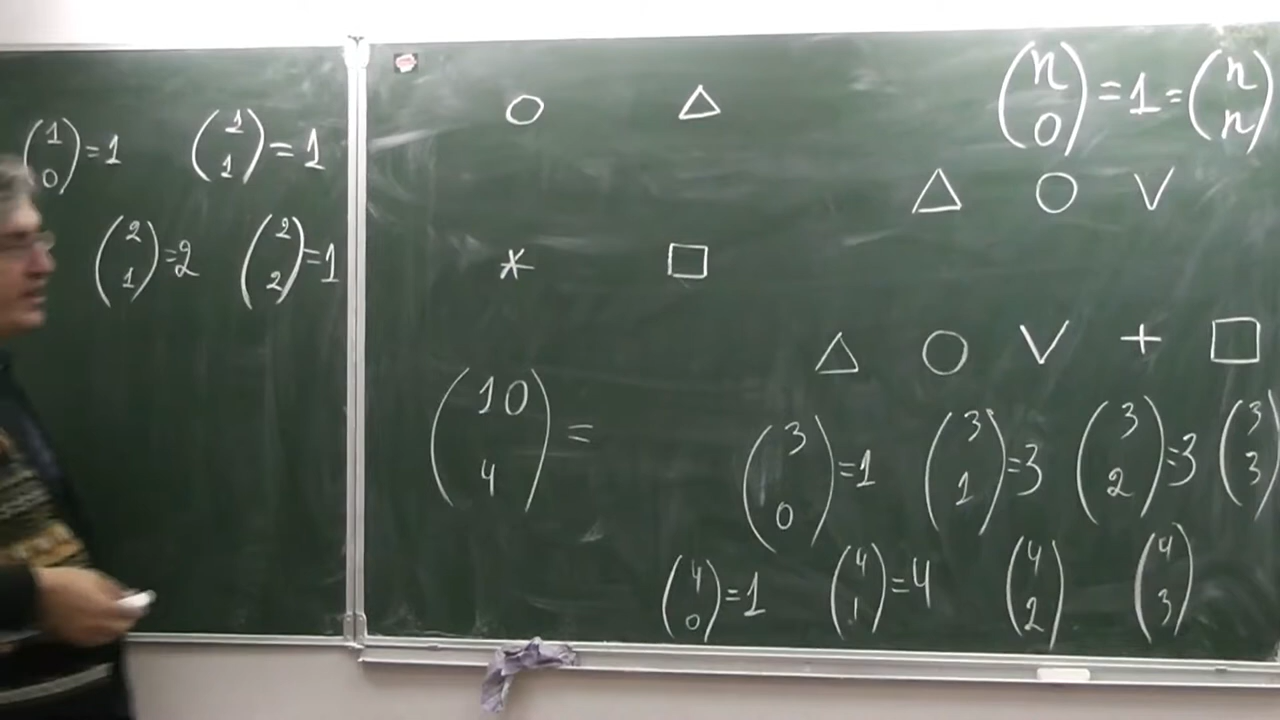 (1 0) = 1   (1 1) = 1
(2 1) = 2   (2 2) = 1
○ △
(n 0) = 1 = (n n)
△ ○ V
* □
△ ○ V + □
(10 4) =
(3 0) = 1   (3 1) = 3   (3 2) = 3   (3 3)
(4 0) = 1   (4 1) = 4   (4 2)   (4 3)